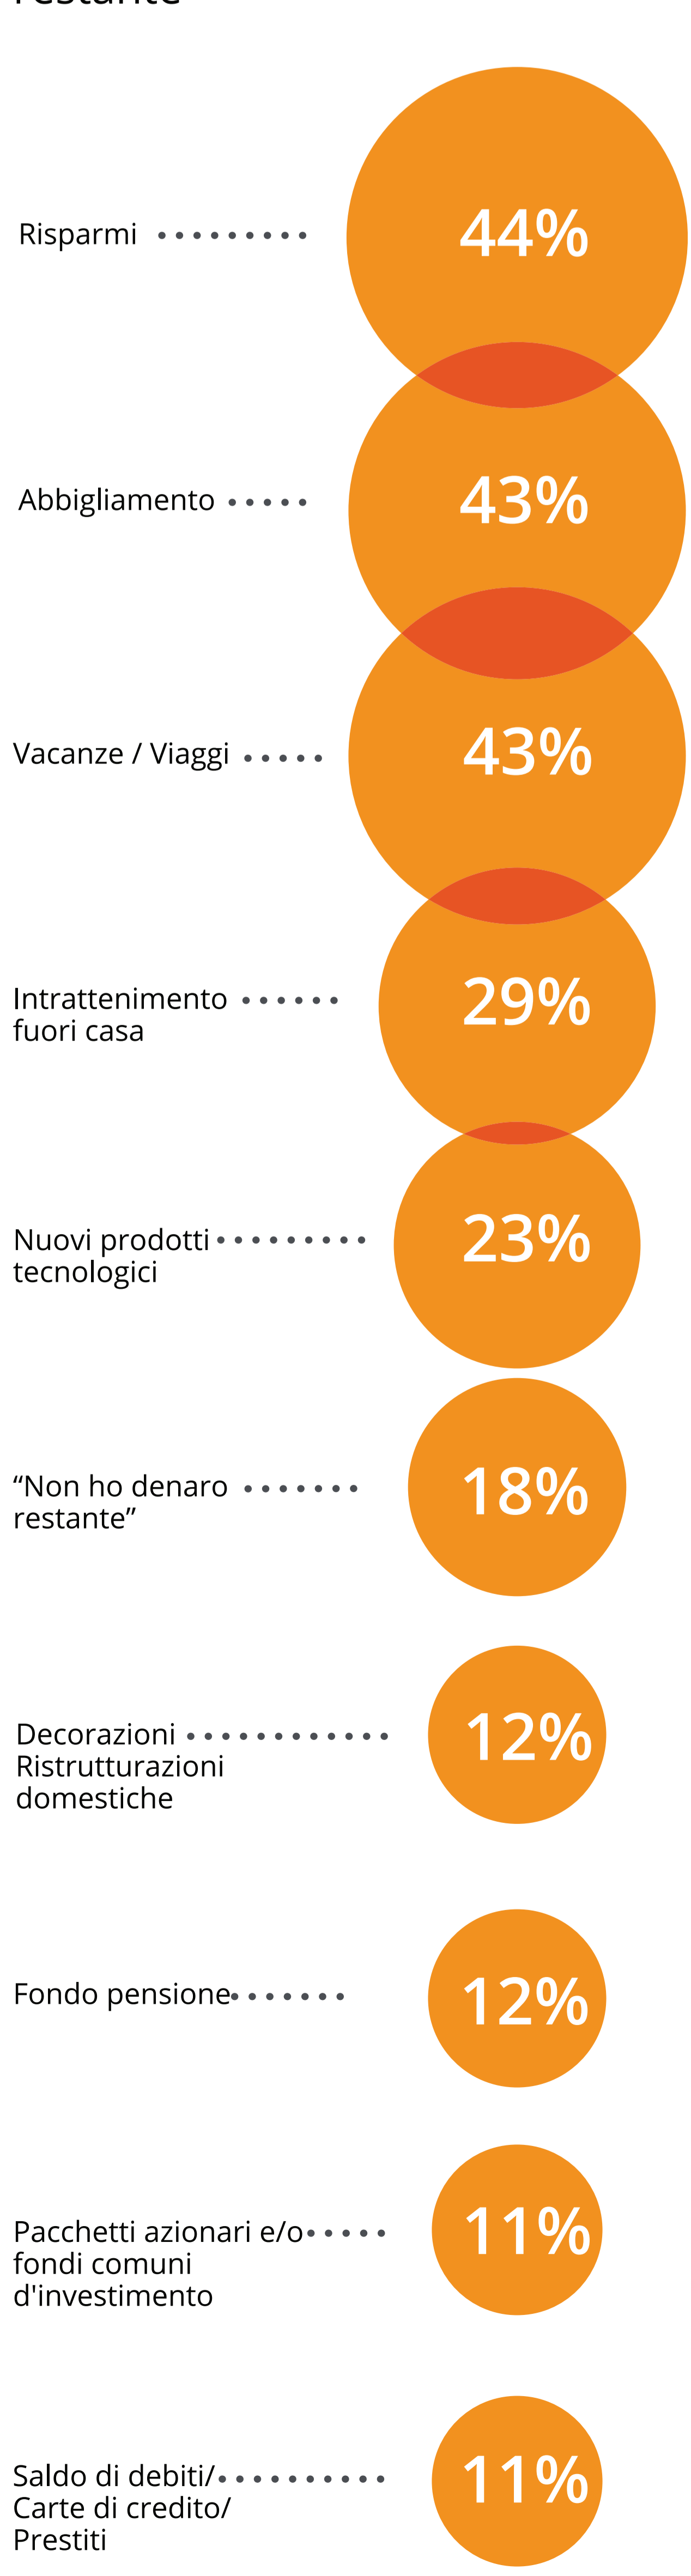 restante
Risparmi
44%
Abbigliamento
43%
Vacanze / Viaggi
43%
Intrattenimento
fuori casa
29%
Nuovi prodotti
tecnologici
23%
“Non ho denaro
restante”
18%
Decorazioni
Ristrutturazioni
domestiche
12%
Fondo pensione
12%
Pacchetti azionari e/o
fondi comuni
d'investimento
11%
Saldo di debiti/
Carte di credito/
Prestiti
11%